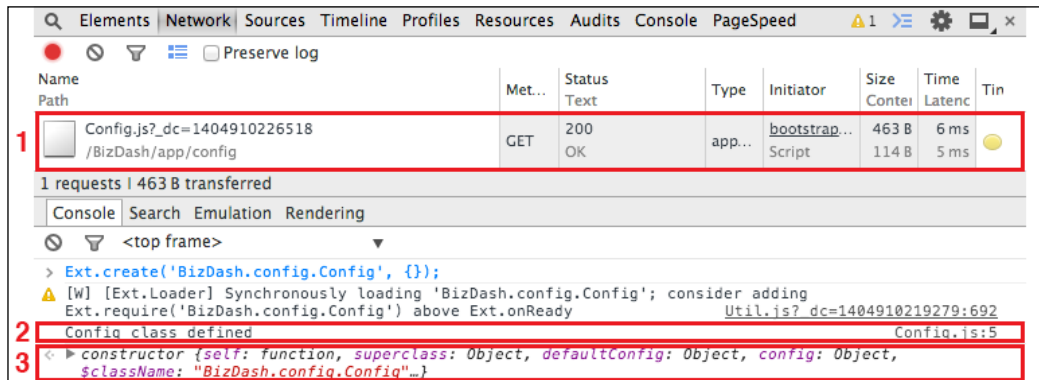 Elements Network Sources Timeline Profiles Resources Audits Console PageSpeed 1
Preserve log
Name Met... Status Type Initiator Size Time Tin
Path Text Conter Latenc
1 Config.js?_dc=1404910226518 GET 200 app... bootstrap... 463 B 6 ms
/BizDash/app/config OK Script 114 B 5 ms
1 requests | 463 B transferred
Console Search Emulation Rendering
<top frame> ▼
> Ext.create('BizDash.config.Config', {});
[W] [Ext.Loader] Synchronously loading 'BizDash.config.Config'; consider adding
Ext.require('BizDash.config.Config') above Ext.onReady Util.js?_dc=1404910219279:692
2 Config class defined Config.js:5
3 ▶ constructor {self: function, superclass: Object, defaultConfig: Object, config: Object,
$className: "BizDash.config.Config"…}